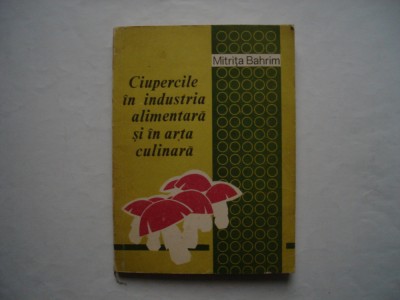 Mitrița Bahrim
Ciupercile
în industria
alimentară
și în arta
culinară